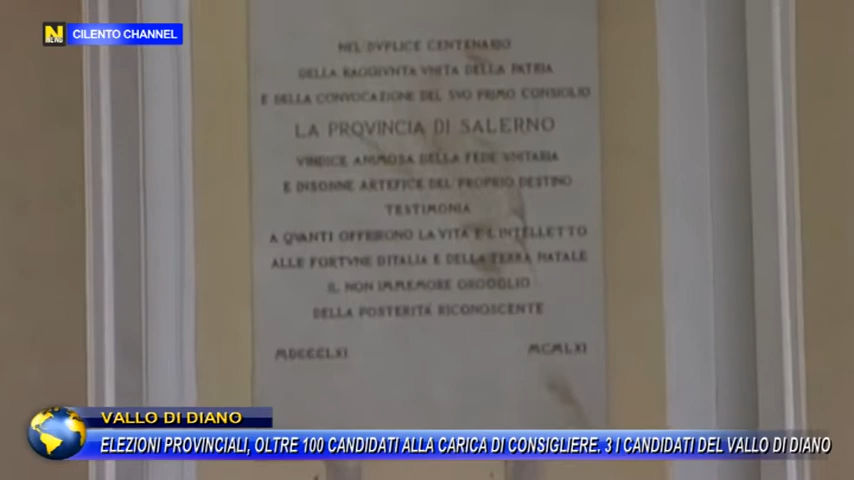 CILENTO CHANNEL
NEL DVPLICE CENTENARIO
DELLA RAGGIVNTA VNITA DELLA PATRIA
E DELLA CONVOCAZIONE DEL SVO PRIMO CONSIGLIO
LA PROVINCIA DI SALERNO
VINDICE ANIMOSA DELLA FEDE VNITARIA
E INSONNE ARTEFICE DEL PROPRIO DESTINO
TESTIMONIA
A QVANTI OFFRIRONO LA VITA E L'INTELLETTO
ALLE FORTVNE D'ITALIA E DELLA TERRA NATALE
IL NON IMMEMORE ORGOGLIO
DELLA POSTERITÀ RICONOSCENTE
MDCCCLXI MCMLXI
VALLO DI DIANO
ELEZIONI PROVINCIALI, OLTRE 100 CANDIDATI ALLA CARICA DI CONSIGLIERE. 3 I CANDIDATI DEL VALLO DI DIANO